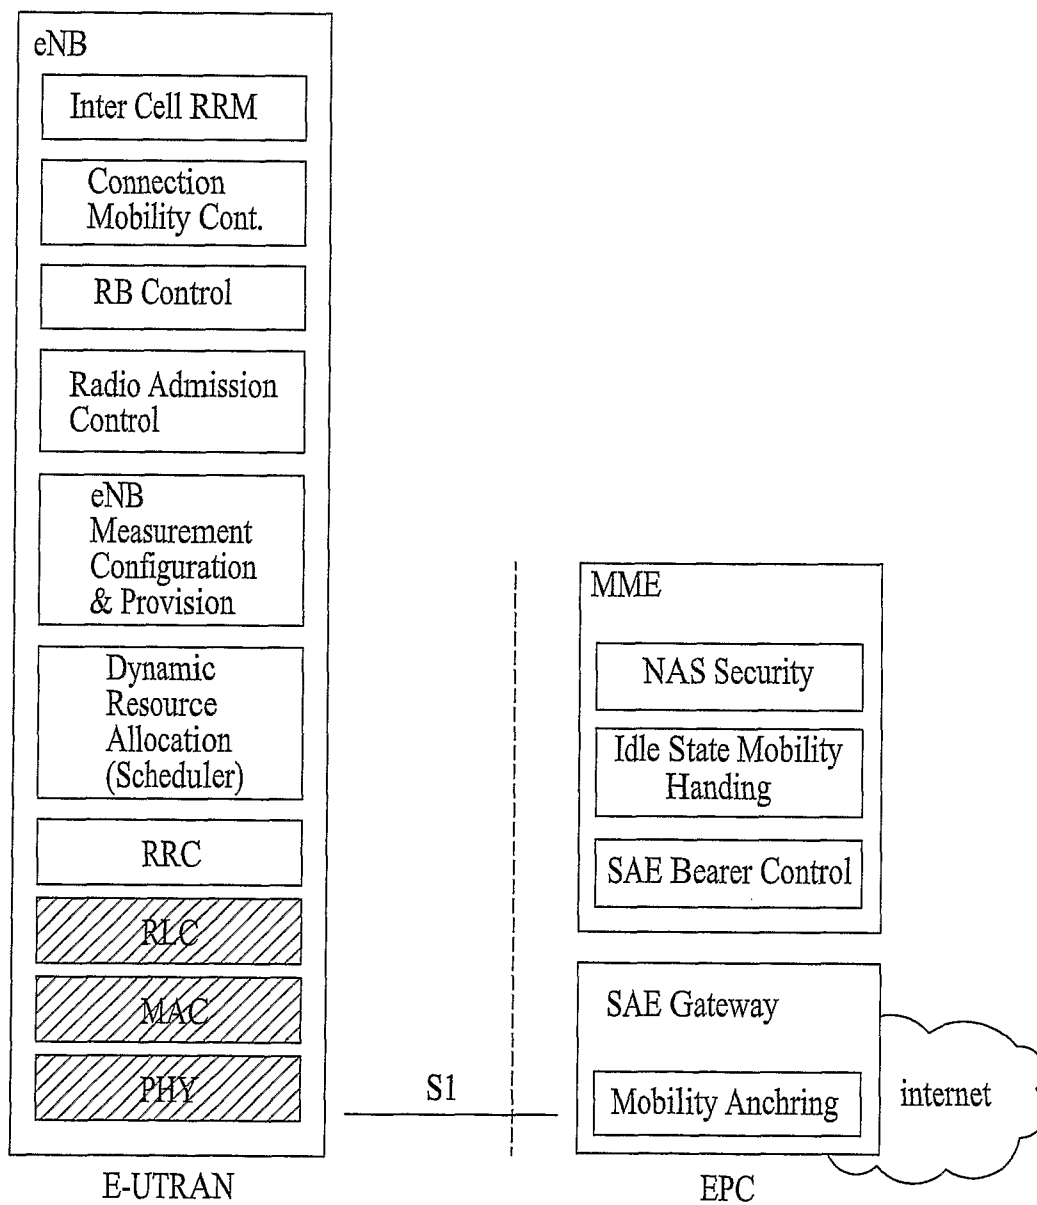 eNB
Inter Cell RRM
Connection
Mobility Cont.
RB Control
Radio Admission
Control
eNB
Measurement
Configuration
& Provision
Dynamic
Resource
Allocation
(Scheduler)
RRC
RLC
MAC
PHY
E-UTRAN
S1
MME
NAS Security
Idle State Mobility
Handing
SAE Bearer Control
SAE Gateway
Mobility Anchring
EPC
internet